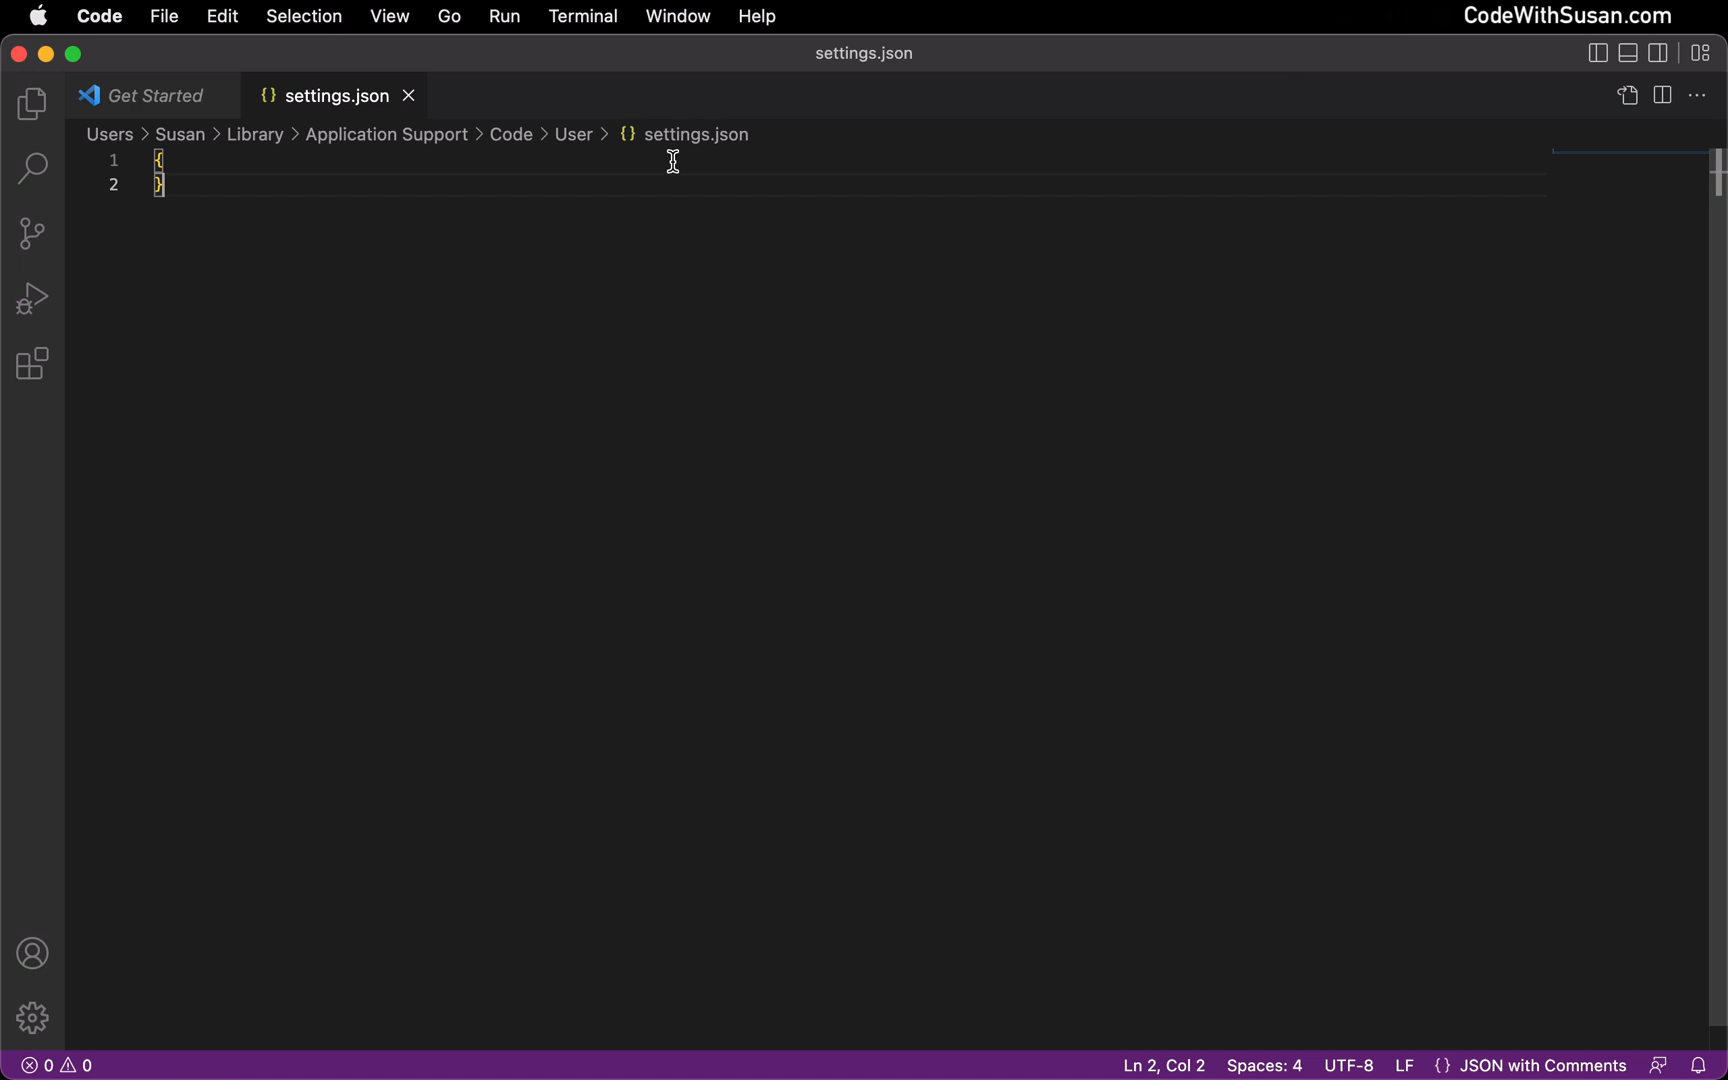 Code File Edit Selection View Go Run Terminal Window Help CodeWithSusan.com
settings.json
Get Started {} settings.json
Users > Susan > Library > Application Support > Code > User > {} settings.json
1 {
2 }
0 0 Ln 2, Col 2 Spaces: 4 UTF-8 LF {} JSON with Comments